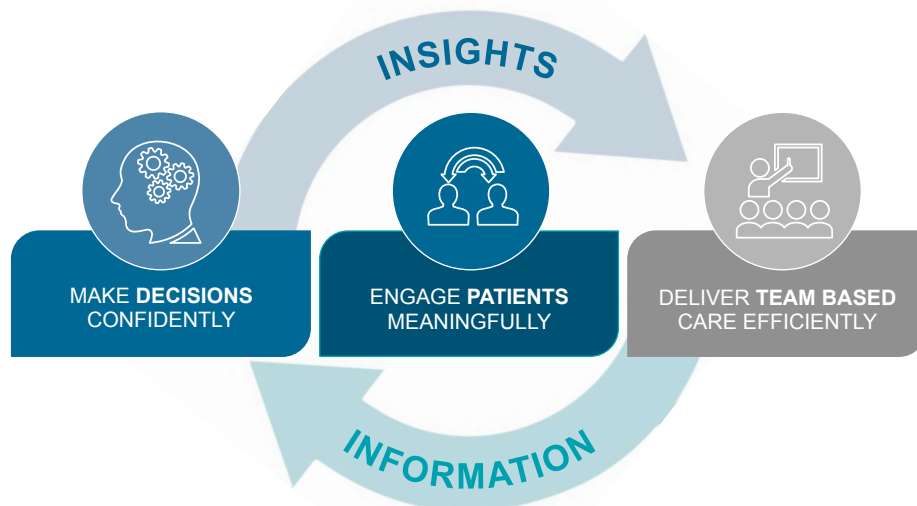 INSIGHTS
MAKE DECISIONS
CONFIDENTLY
ENGAGE PATIENTS
MEANINGFULLY
DELIVER TEAM BASED
CARE EFFICIENTLY
INFORMATION